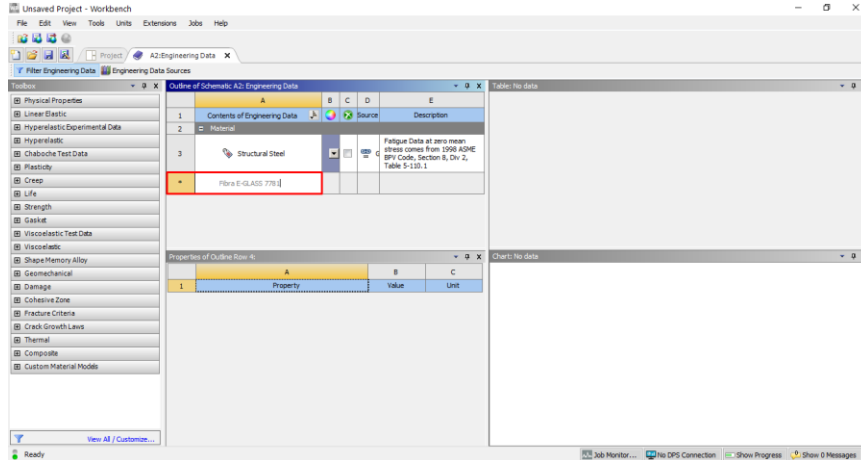 Unsaved Project - Workbench
File Edit View Tools Units Extensions Jobs Help
Project A2:Engineering Data X
Filter Engineering Data Engineering Data Sources
Toolbox
Physical Properties
Linear Elastic
Hyperelastic Experimental Data
Hyperelastic
Chaboche Test Data
Plasticity
Creep
Life
Strength
Gasket
Viscoelastic Test Data
Viscoelastic
Shape Memory Alloy
Geomechanical
Damage
Cohesive Zone
Fracture Criteria
Crack Growth Laws
Thermal
Composite
Custom Material Models
View All / Customize...
Outline of Schematic A2: Engineering Data
A B C D E
1 Contents of Engineering Data Source Description
2 Material
3 Structural Steel
Fatigue Data at zero mean
stress comes from 1998 ASME
BPV Code, Section 8, Div 2,
Table 5-110.1
* Fibra E-GLASS 7781
Properties of Outline Row 4:
A B C
1 Property Value Unit
Table: No data
Chart: No data
Ready
Job Monitor... No DPS Connection Show Progress Show 0 Messages